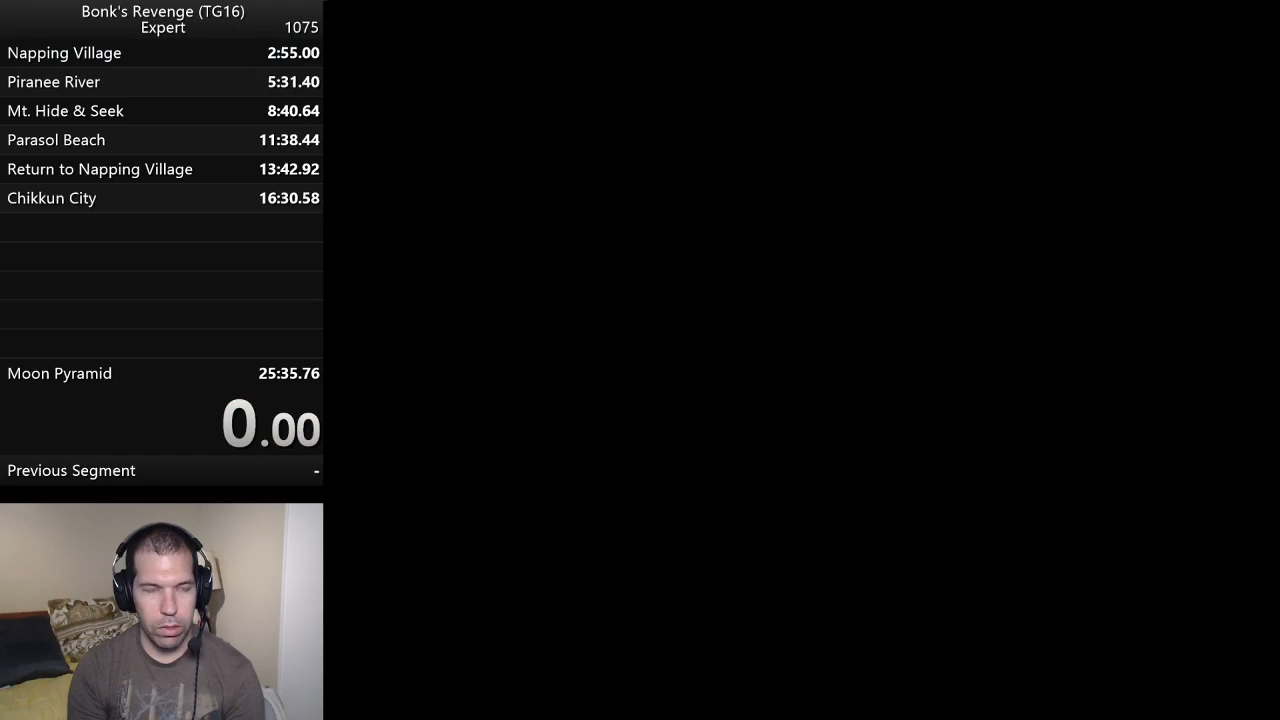 Bonk's Revenge (TG16)
Expert 1075
Napping Village 2:55.00
Piranee River 5:31.40
Mt. Hide & Seek 8:40.64
Parasol Beach 11:38.44
Return to Napping Village 13:42.92
Chikkun City 16:30.58
Moon Pyramid 25:35.76
0.00
Previous Segment -